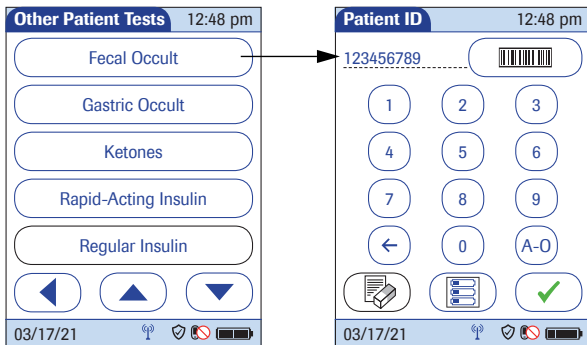 Other Patient Tests 12:48 pm
Fecal Occult
Gastric Occult
Ketones
Rapid-Acting Insulin
Regular Insulin
03/17/21
Patient ID 12:48 pm
123456789
1 2 3
4 5 6
7 8 9
0 A-O
03/17/21